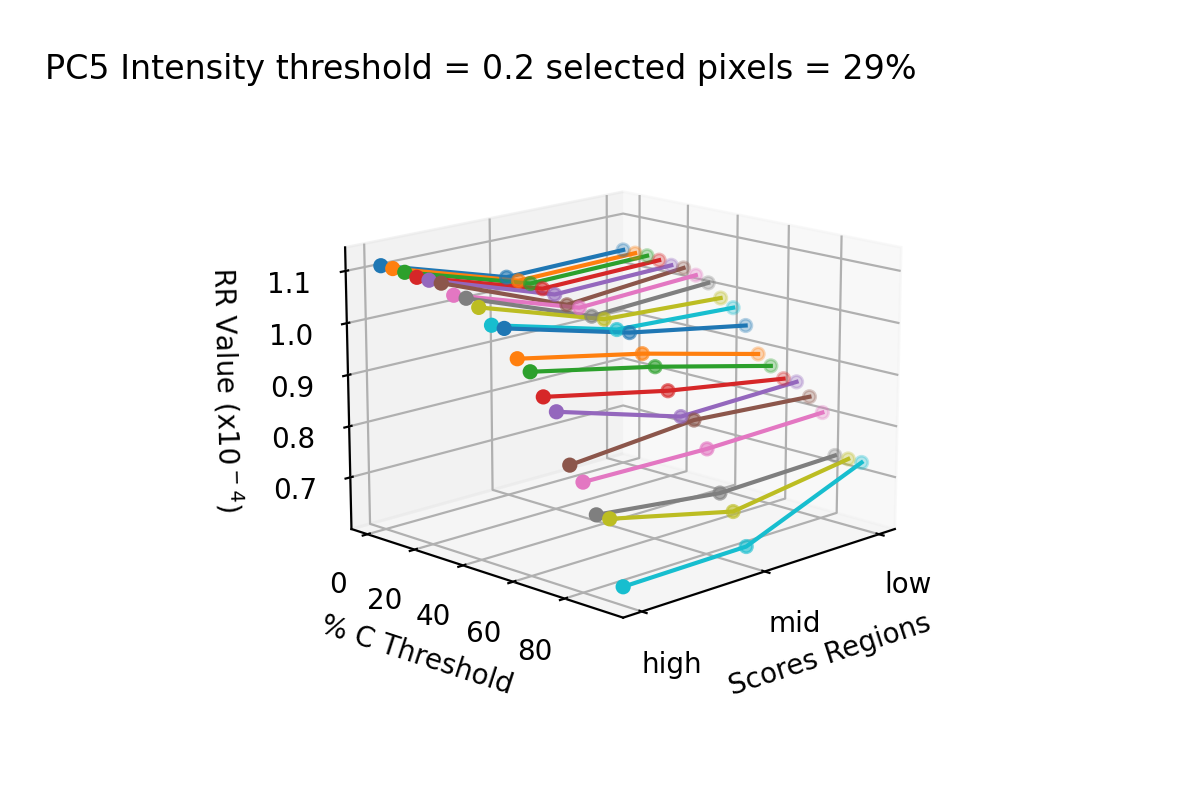 PC5 Intensity threshold = 0.2 selected pixels = 29%
1.1
1.0
0.9
0.8
0.7
RR Value (x10⁻⁴)
0
20
40
60
80
% C Threshold
high
mid
low
Scores Regions